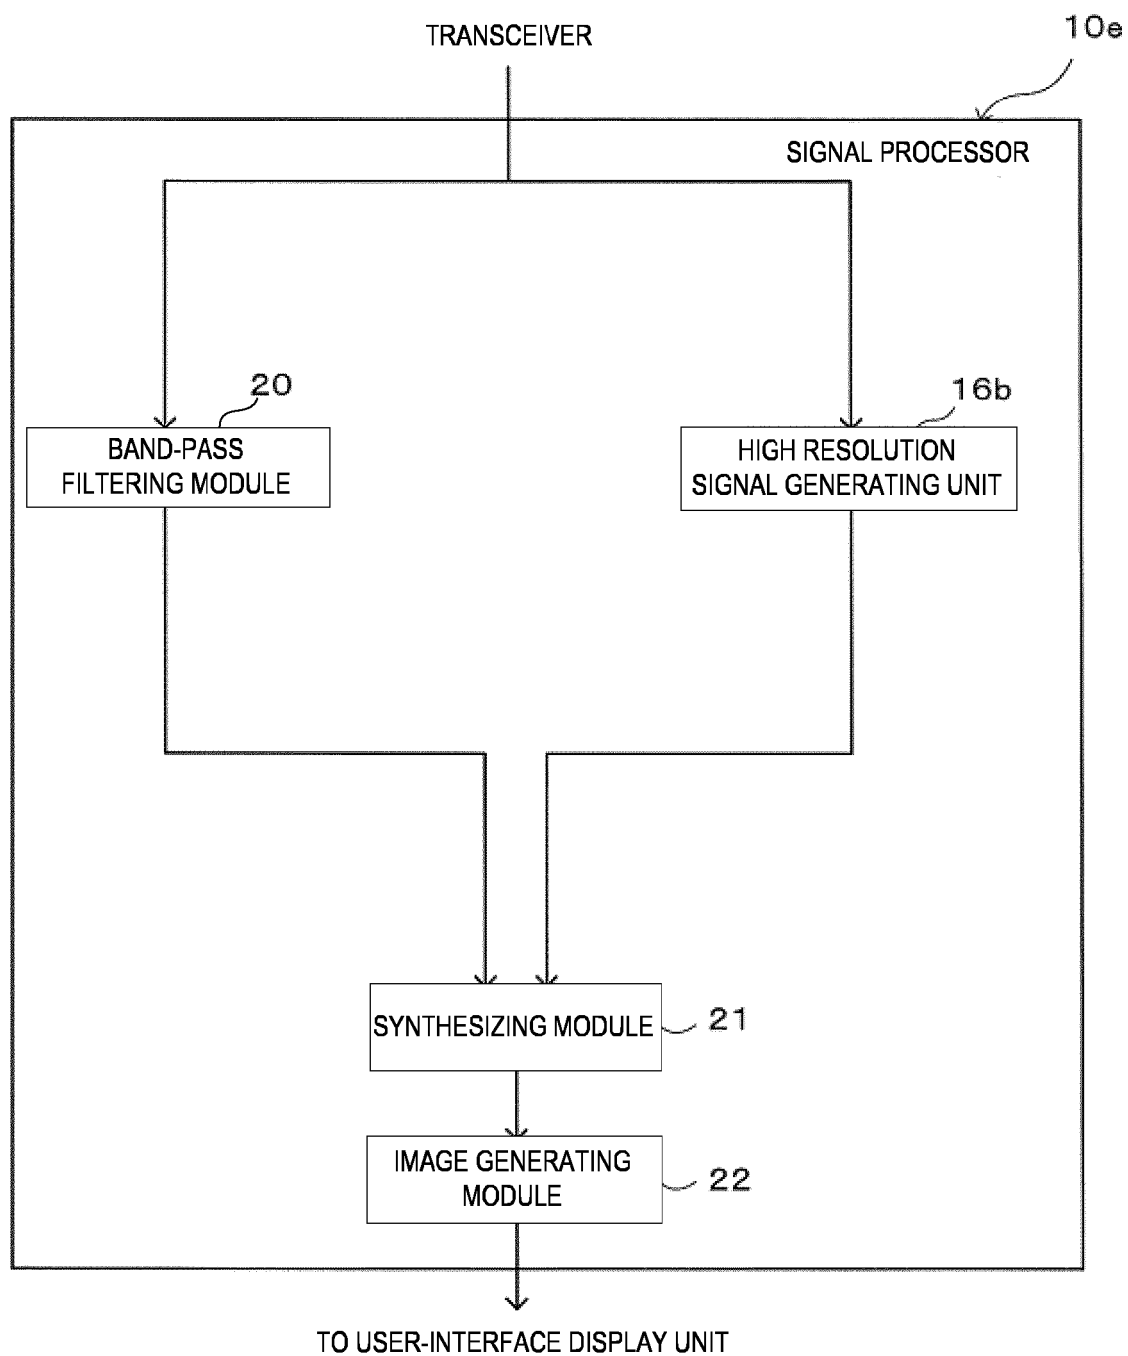 TRANSCEIVER
10e
SIGNAL PROCESSOR
20
BAND-PASS
FILTERING MODULE
16b
HIGH RESOLUTION
SIGNAL GENERATING UNIT
SYNTHESIZING MODULE
21
IMAGE GENERATING
MODULE
22
TO USER-INTERFACE DISPLAY UNIT